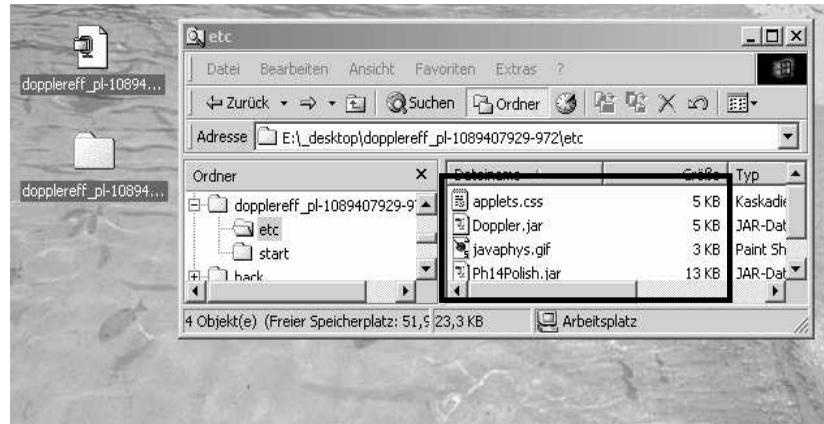 dopplereff_pl-10894...
dopplereff_pl-10894...
etc
Datei Bearbeiten Ansicht Favoriten Extras ?
Zurück Suchen Ordner
Adresse E:\_desktop\dopplereff_pl-1089407929-972\etc
Ordner
dopplereff_pl-1089407929-9
etc
start
back
Dateiname Größe Typ
applets.css 5 KB Kaskadie
Doppler.jar 5 KB JAR-Dat
javaphys.gif 3 KB Paint Sh
Ph14Polish.jar 13 KB JAR-Dat
4 Objekt(e) (Freier Speicherplatz: 51,9 23,3 KB Arbeitsplatz